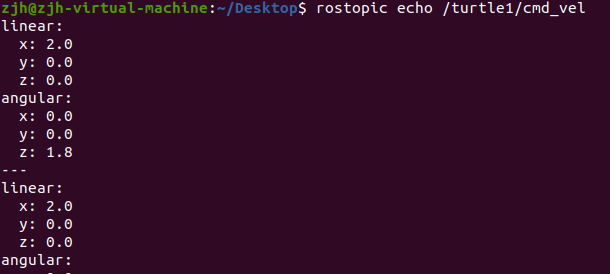 zjh@zjh-virtual-machine:~/Desktop$ rostopic echo /turtle1/cmd_vel
linear:
  x: 2.0
  y: 0.0
  z: 0.0
angular:
  x: 0.0
  y: 0.0
  z: 1.8
---
linear:
  x: 2.0
  y: 0.0
  z: 0.0
angular: